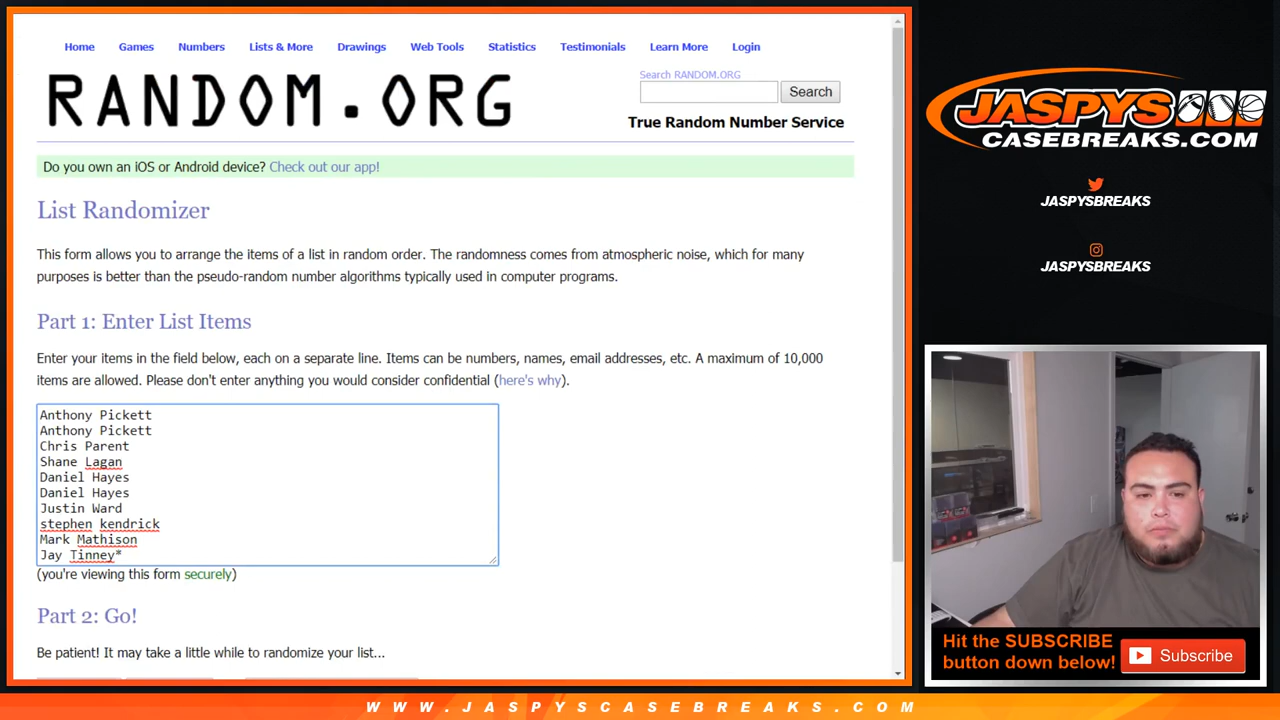 Home Games Numbers Lists & More Drawings Web Tools Statistics Testimonials Learn More Login
RANDOM.ORG
Search RANDOM.ORG
Search
True Random Number Service
Do you own an iOS or Android device? Check out our app!
List Randomizer
This form allows you to arrange the items of a list in random order. The randomness comes from atmospheric noise, which for many
purposes is better than the pseudo-random number algorithms typically used in computer programs.
Part 1: Enter List Items
Enter your items in the field below, each on a separate line. Items can be numbers, names, email addresses, etc. A maximum of 10,000
items are allowed. Please don't enter anything you would consider confidential (here's why).
Anthony Pickett
Anthony Pickett
Chris Parent
Shane Lagan
Daniel Hayes
Daniel Hayes
Justin Ward
stephen kendrick
Mark Mathison
Jay Tinney*
(you're viewing this form securely)
Part 2: Go!
Be patient! It may take a little while to randomize your list...
JASPYS
CASEBREAKS.COM
JASPYSBREAKS
JASPYSBREAKS
Hit the SUBSCRIBE
button down below!
Subscribe
WWW.JASPYSCASEBREAKS.COM